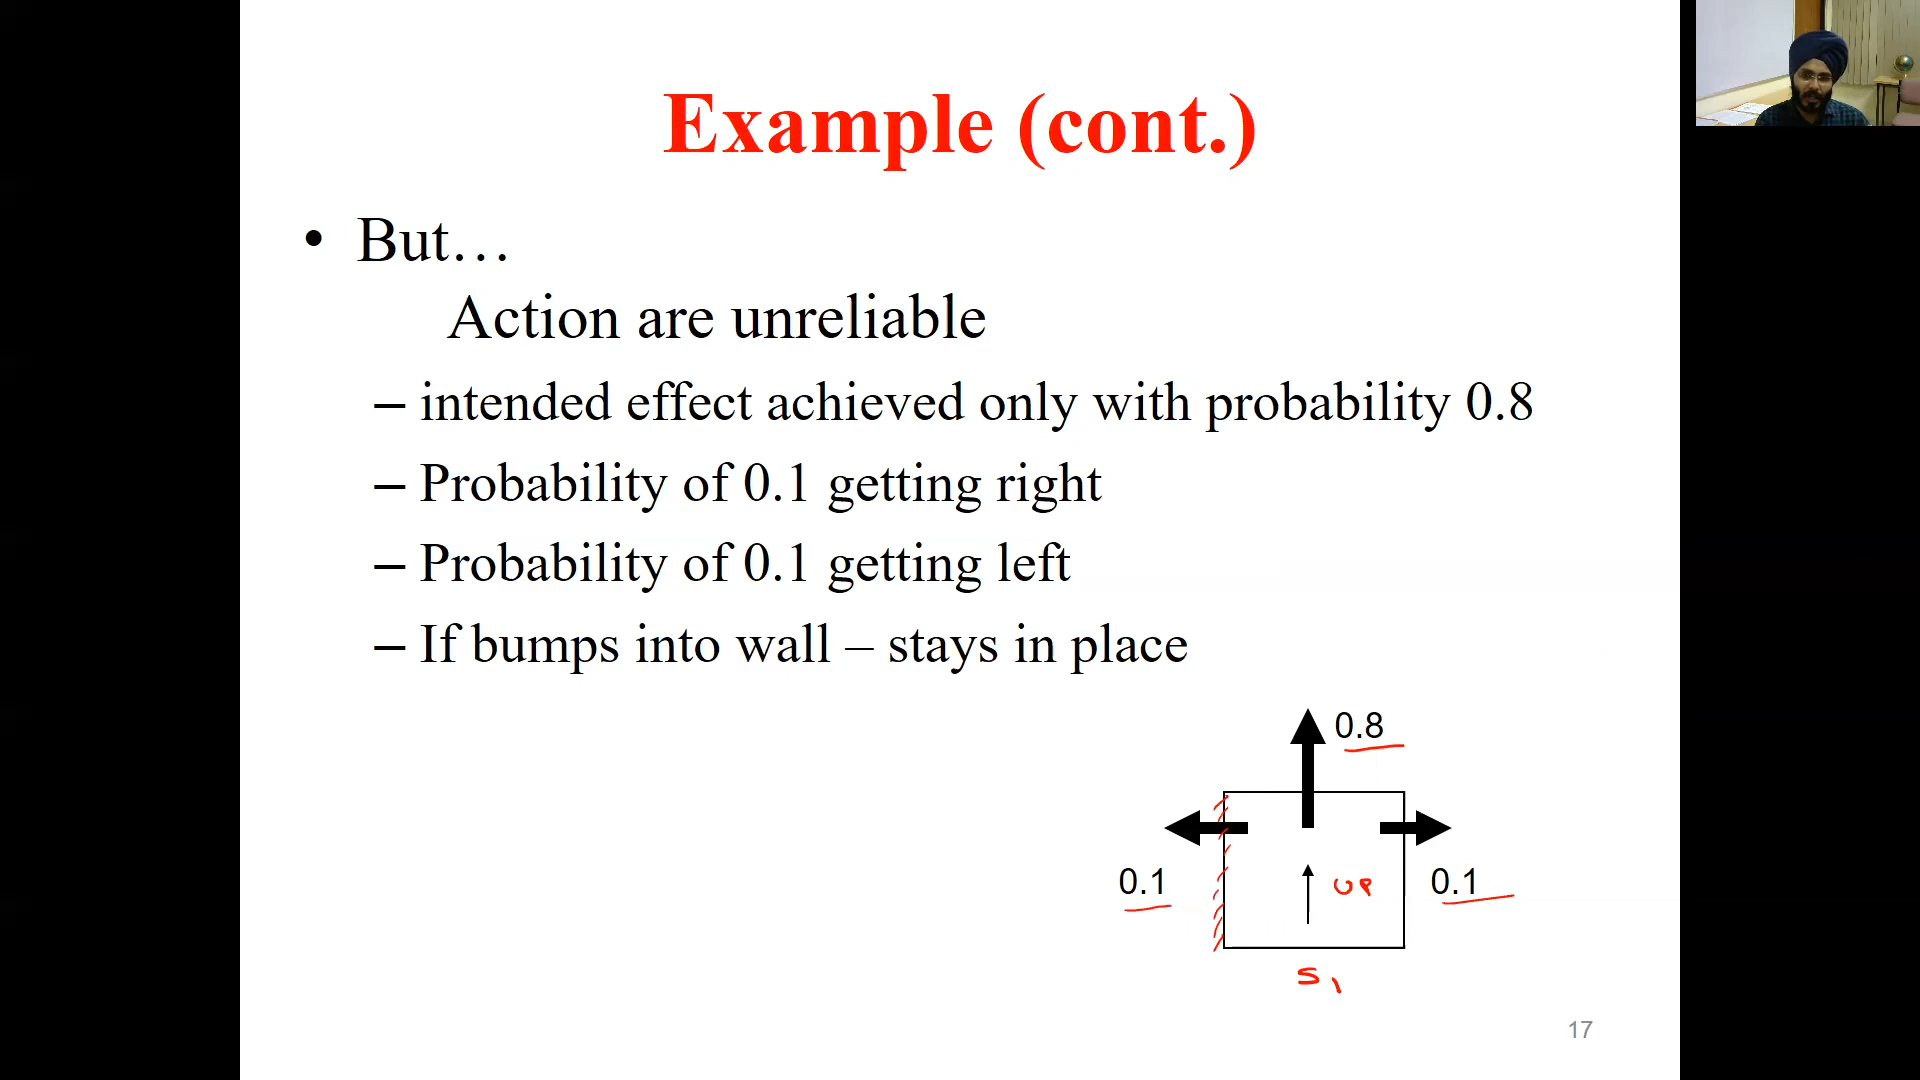 Example (cont.)
• But…
Action are unreliable
– intended effect achieved only with probability 0.8
– Probability of 0.1 getting right
– Probability of 0.1 getting left
– If bumps into wall – stays in place
0.8
0.1
UP
0.1
S1
17